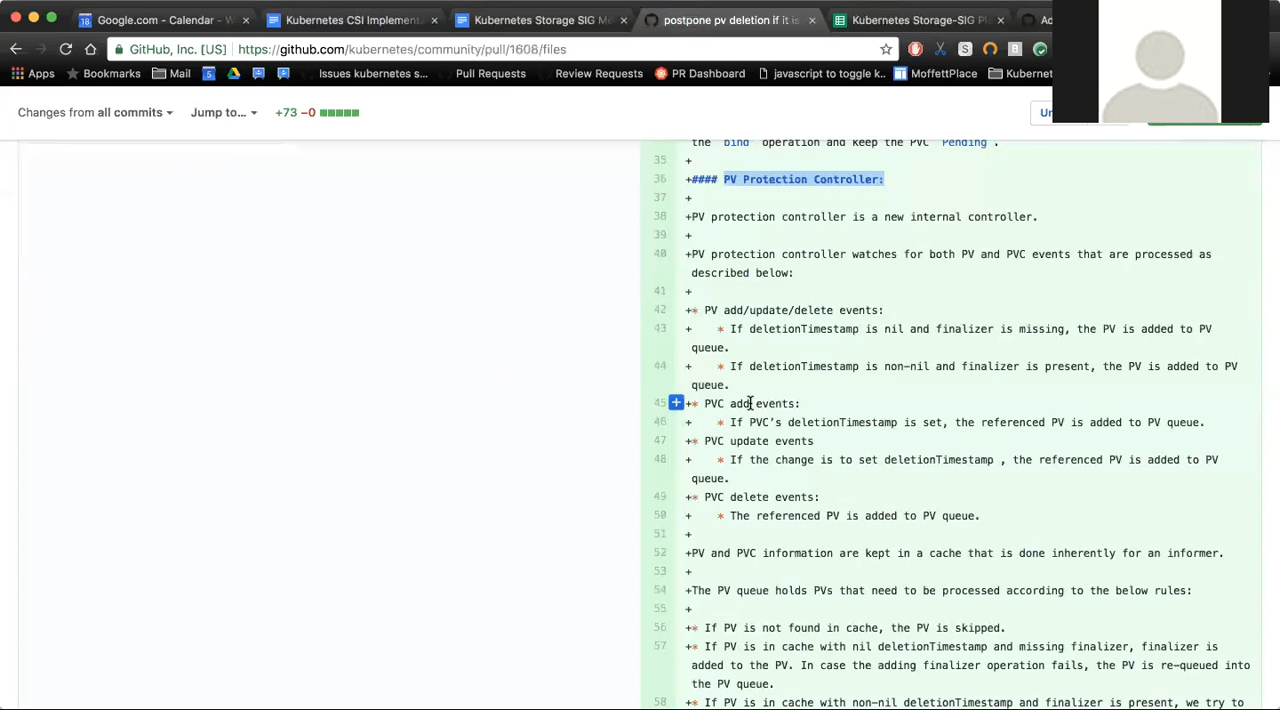 Google.com - Calendar - W
Kubernetes CSI Implementa
Kubernetes Storage SIG Me
postpone pv deletion if it is
Kubernetes Storage-SIG Pla
GitHub, Inc. [US] https://github.com/kubernetes/community/pull/1608/files
Apps Bookmarks Mail Issues kubernetes s... Pull Requests Review Requests PR Dashboard javascript to toggle k.. MoffettPlace Kubern
Changes from all commits Jump to... +73 −0
the `bind` operation and keep the PVC `Pending`.
35 +
36 +#### PV Protection Controller:
37 +
38 +PV protection controller is a new internal controller.
39 +
40 +PV protection controller watches for both PV and PVC events that are processed as
described below:
41 +
42 +* PV add/update/delete events:
43 + * If deletionTimestamp is nil and finalizer is missing, the PV is added to PV
queue.
44 + * If deletionTimestamp is non-nil and finalizer is present, the PV is added to PV
queue.
45 +* PVC add events:
46 + * If PVC’s deletionTimestamp is set, the referenced PV is added to PV queue.
47 +* PVC update events
48 + * If the change is to set deletionTimestamp , the referenced PV is added to PV
queue.
49 +* PVC delete events:
50 + * The referenced PV is added to PV queue.
51 +
52 +PV and PVC information are kept in a cache that is done inherently for an informer.
53 +
54 +The PV queue holds PVs that need to be processed according to the below rules:
55 +
56 +* If PV is not found in cache, the PV is skipped.
57 +* If PV is in cache with nil deletionTimestamp and missing finalizer, finalizer is
added to the PV. In case the adding finalizer operation fails, the PV is re-queued into
the PV queue.
58 +* If PV is in cache with non-nil deletionTimestamp and finalizer is present, we try to